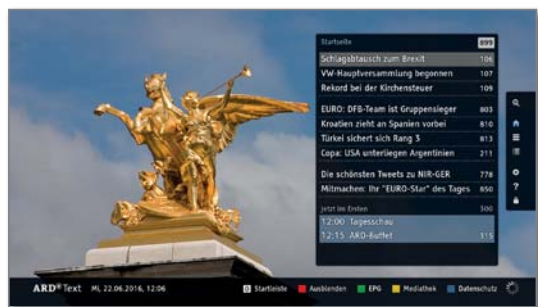 Startseite 899
Schlagabtausch zum Brexit 106
VW-Hauptversammlung begonnen 107
Rekord bei der Kirchensteuer 109
EURO: DFB-Team ist Gruppensieger 803
Kroatien zieht an Spanien vorbei 810
Türkei sichert sich Rang 3 813
Copa: USA unterliegen Argentinien 211
Die schönsten Tweets zu NIR-GER 778
Mitmachen: Ihr "EURO-Star" des Tages 850
Jetzt im Ersten 300
12:00 Tagesschau
12:15 ARD-Buffet 315
?
ARD Text Mi, 22.06.2016, 12:06 0 Startleiste Ausblenden EPG Mediathek Datenschutz